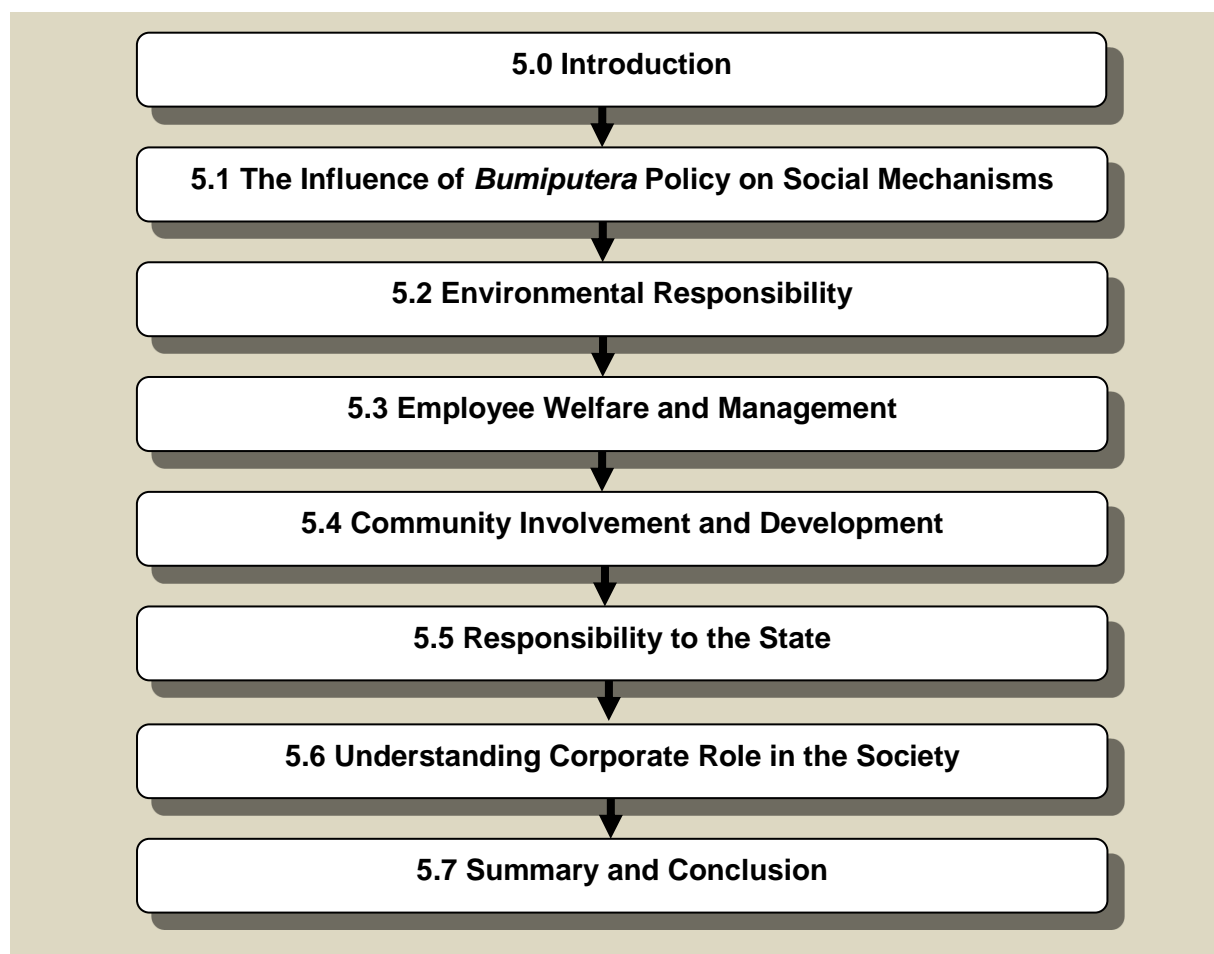 5.0 Introduction
5.1 The Influence of Bumiputera Policy on Social Mechanisms
5.2 Environmental Responsibility
5.3 Employee Welfare and Management
5.4 Community Involvement and Development
5.5 Responsibility to the State
5.6 Understanding Corporate Role in the Society
5.7 Summary and Conclusion